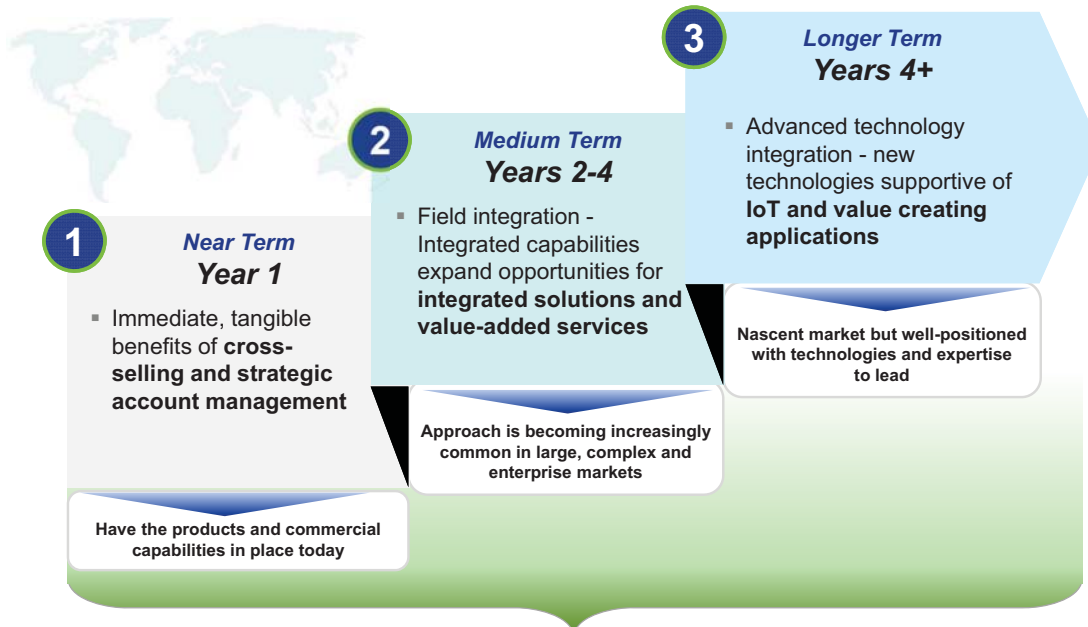 1
Near Term
Year 1
▪ Immediate, tangible
benefits of cross-
selling and strategic
account management
Have the products and commercial
capabilities in place today
2
Medium Term
Years 2-4
▪ Field integration -
Integrated capabilities
expand opportunities for
integrated solutions and
value-added services
Approach is becoming increasingly
common in large, complex and
enterprise markets
3
Longer Term
Years 4+
▪ Advanced technology
integration - new
technologies supportive of
IoT and value creating
applications
Nascent market but well-positioned
with technologies and expertise
to lead